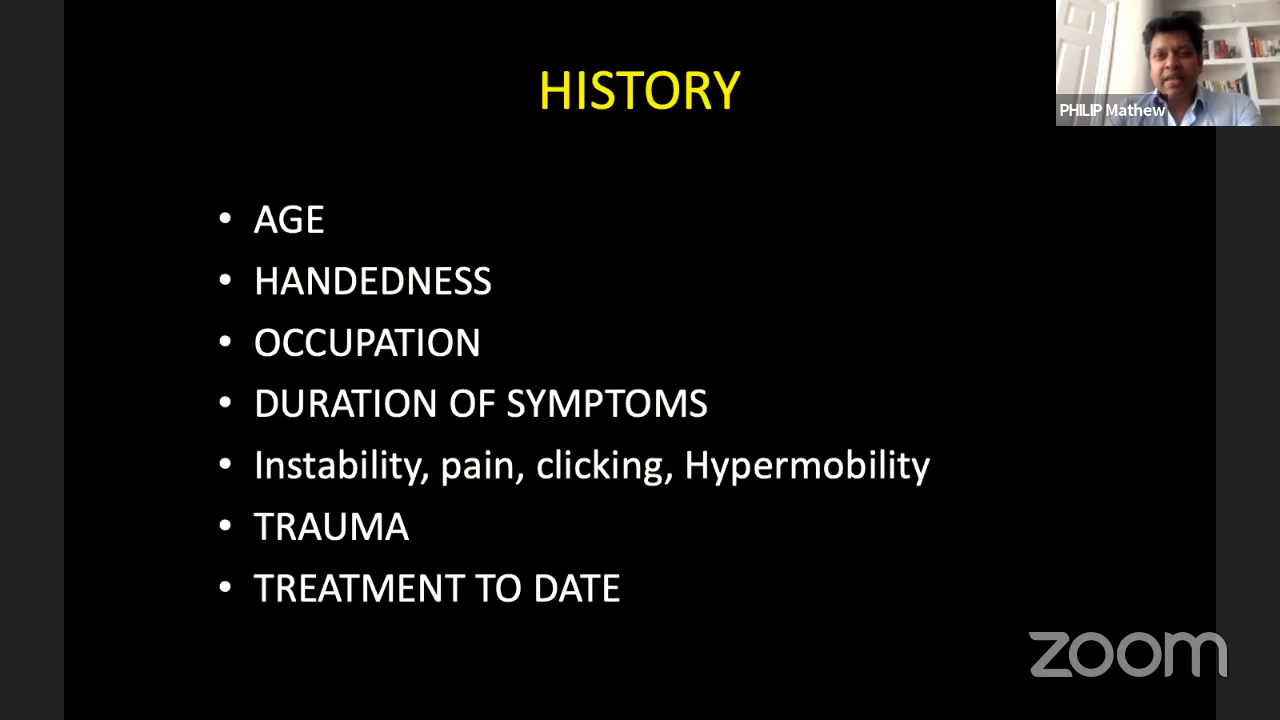 HISTORY
PHILIP Mathew
• AGE
• HANDEDNESS
• OCCUPATION
• DURATION OF SYMPTOMS
• Instability, pain, clicking, Hypermobility
• TRAUMA
• TREATMENT TO DATE
zoom